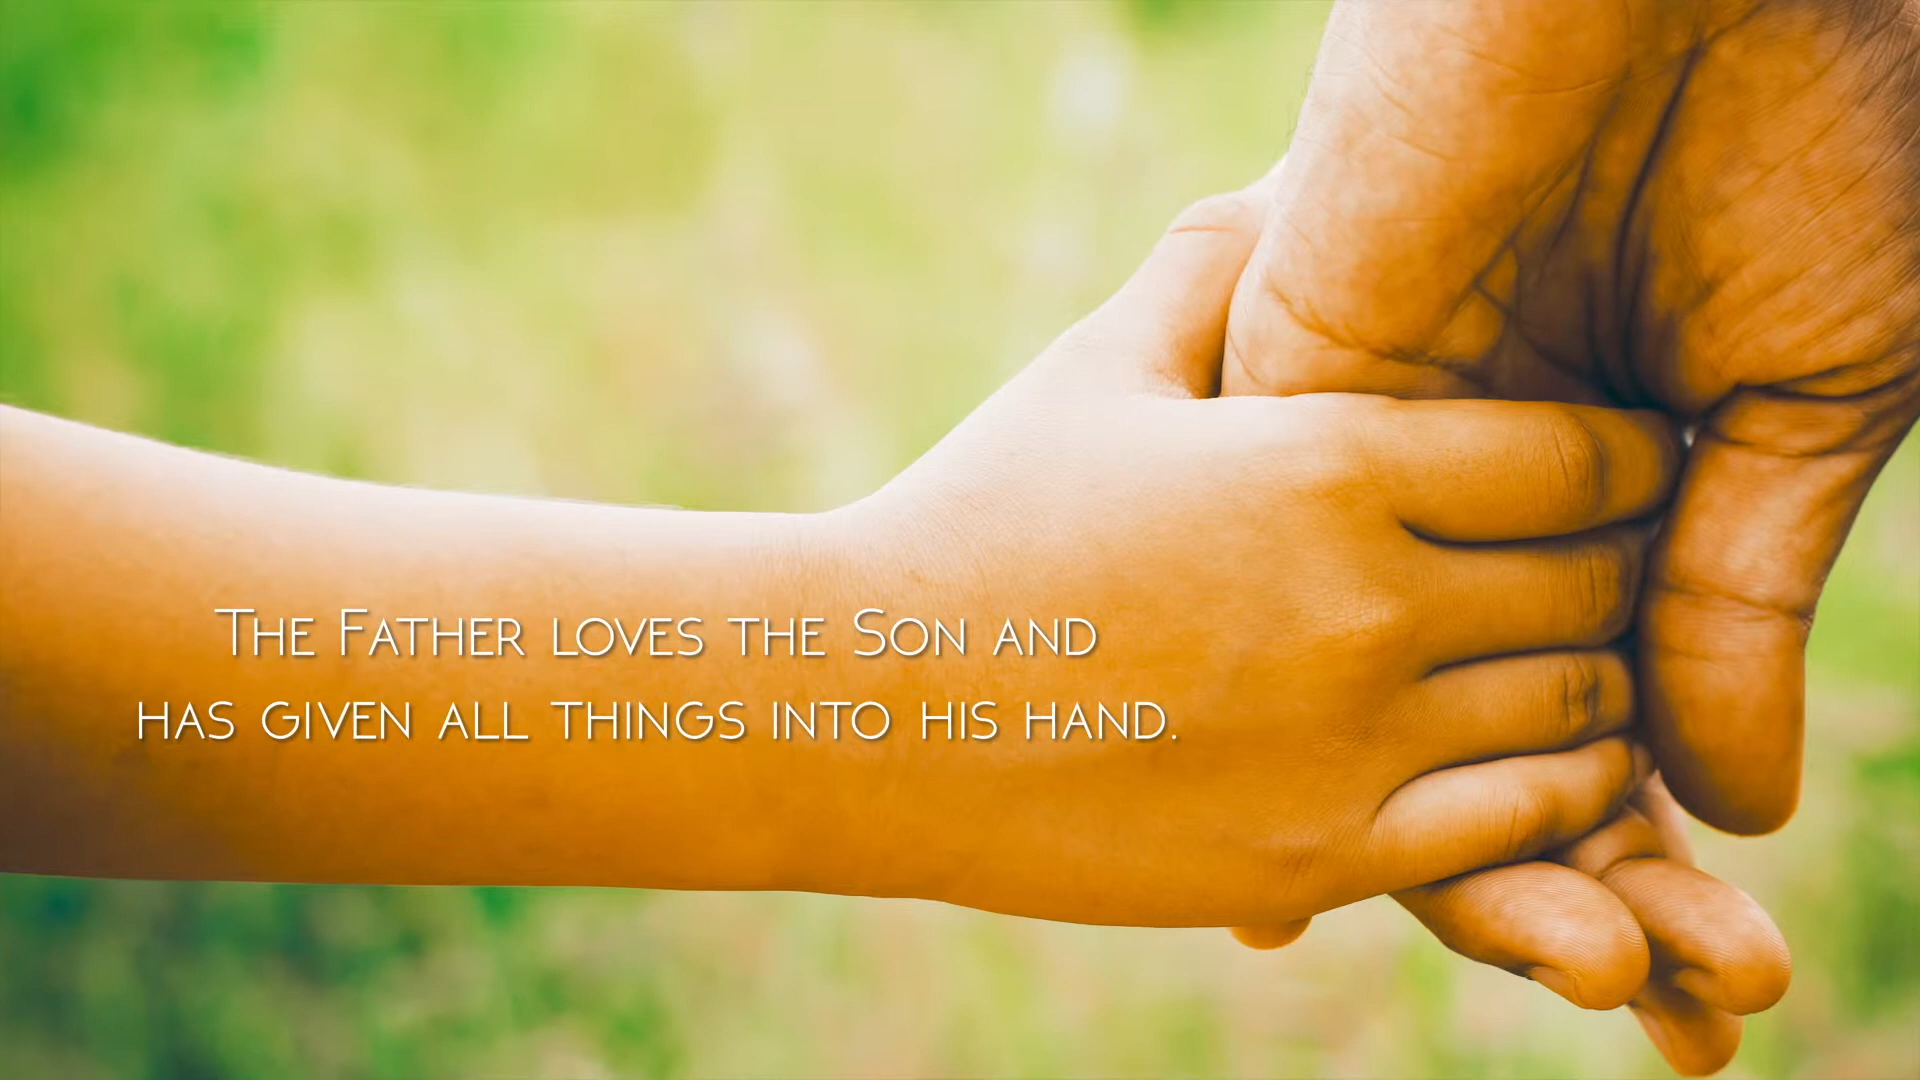 The Father loves the Son and
has given all things into his hand.